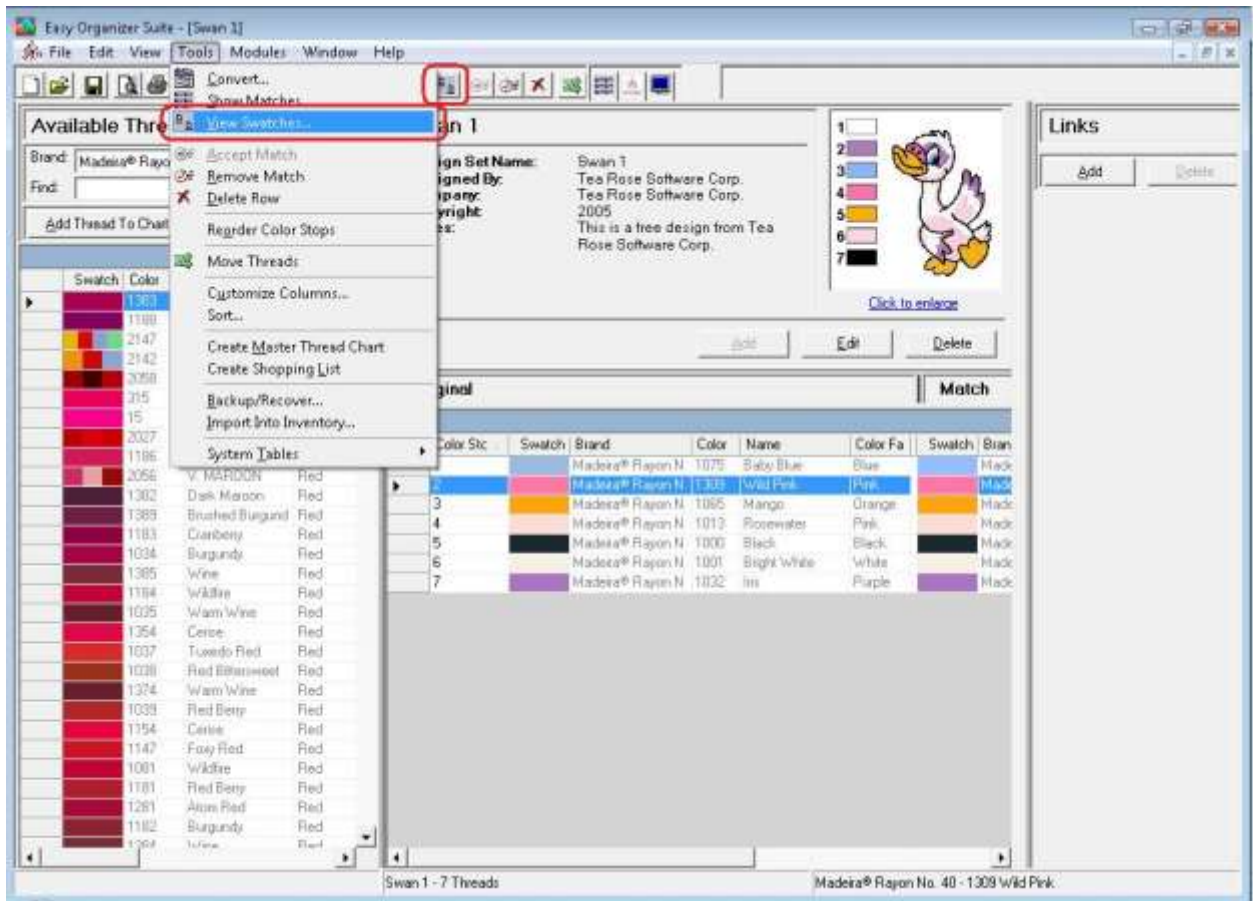 Easy Organizer Suite - [Swan 1]
File Edit View Tools Modules Window Help
Convert...
Show Matches
View Swatches...
Accept Match
Remove Match
Delete Row
Reorder Color Stops
Move Threads
Customize Columns...
Sort...
Create Master Thread Chart
Create Shopping List
Backup/Recover...
Import Into Inventory...
System Tables
Available Thre
Brand: Madeira® Rayo
Find:
Add Thread To Chart
Swatch Color
1383
1188
2147
2142
2058
315
15
2027
1186
2056 V. MAROON Red
1382 Dark Maroon Red
1389 Brushed Burgund Red
1183 Cranberry Red
1034 Burgundy Red
1385 Wine Red
1184 Wildfire Red
1035 Warm Wine Red
1354 Cerise Red
1037 Tuxedo Red Red
1038 Red Bittersweet Red
1374 Warm Wine Red
1039 Red Berry Red
1154 Cerise Red
1147 Foxy Red Red
1081 Wildfire Red
1181 Red Berry Red
1281 Atom Red Red
1182 Burgundy Red
1384 Wine Red
an 1
ign Set Name: Swan 1
igned By: Tea Rose Software Corp.
mpany: Tea Rose Software Corp.
yright: 2005
es: This is a free design from Tea
Rose Software Corp.
1
2
3
4
5
6
7
Click to enlarge
Add Edit Delete
ginal Match
Color Stc Swatch Brand Color Name Color Fa Swatch Bran
Madeira® Rayon N 1075 Baby Blue Blue Made
2 Madeira® Rayon N 1309 Wild Pink Pink Made
3 Madeira® Rayon N 1065 Mango Orange Made
4 Madeira® Rayon N 1013 Rosewater Pink Made
5 Madeira® Rayon N 1000 Black Black Made
6 Madeira® Rayon N 1001 Bright White White Made
7 Madeira® Rayon N 1032 Iris Purple Made
Links
Add Delete
Swan 1 - 7 Threads
Madeira® Rayon No. 40 - 1309 Wild Pink